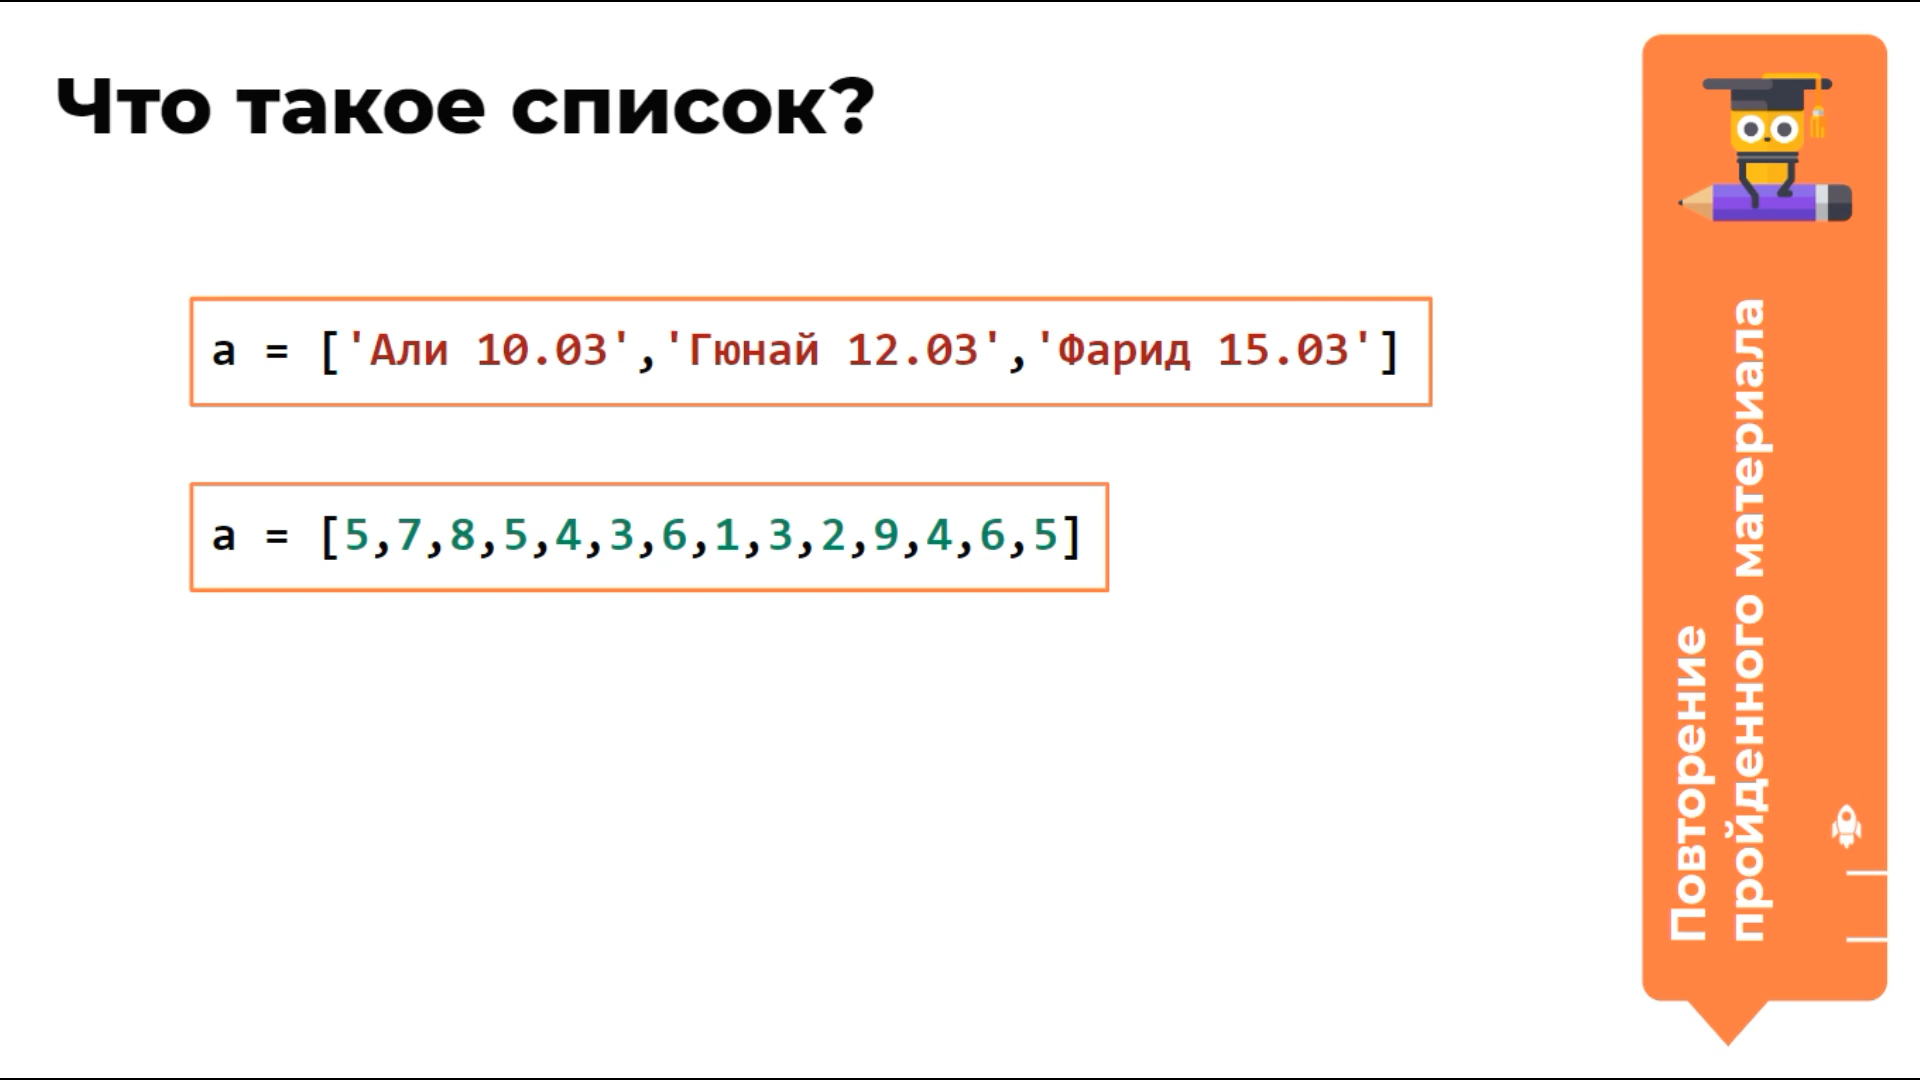 Что такое список?
a = ['Али 10.03','Гюнай 12.03','Фарид 15.03']
a = [5,7,8,5,4,3,6,1,3,2,9,4,6,5]
Повторение
пройденного материала